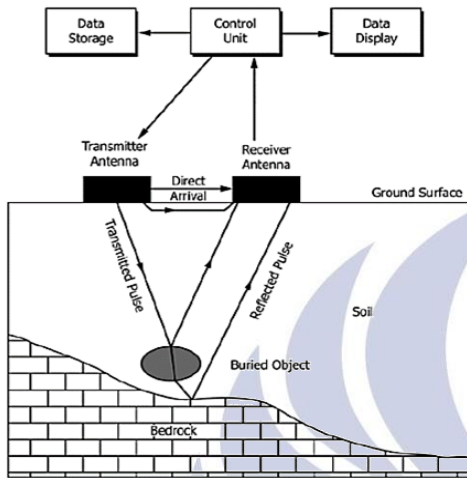 Data
Storage
Control
Unit
Data
Display
Transmitter
Antenna
Receiver
Antenna
Direct
Arrival
Ground Surface
Transmitted Pulse
Reflected Pulse
Soil
Buried Object
Bedrock